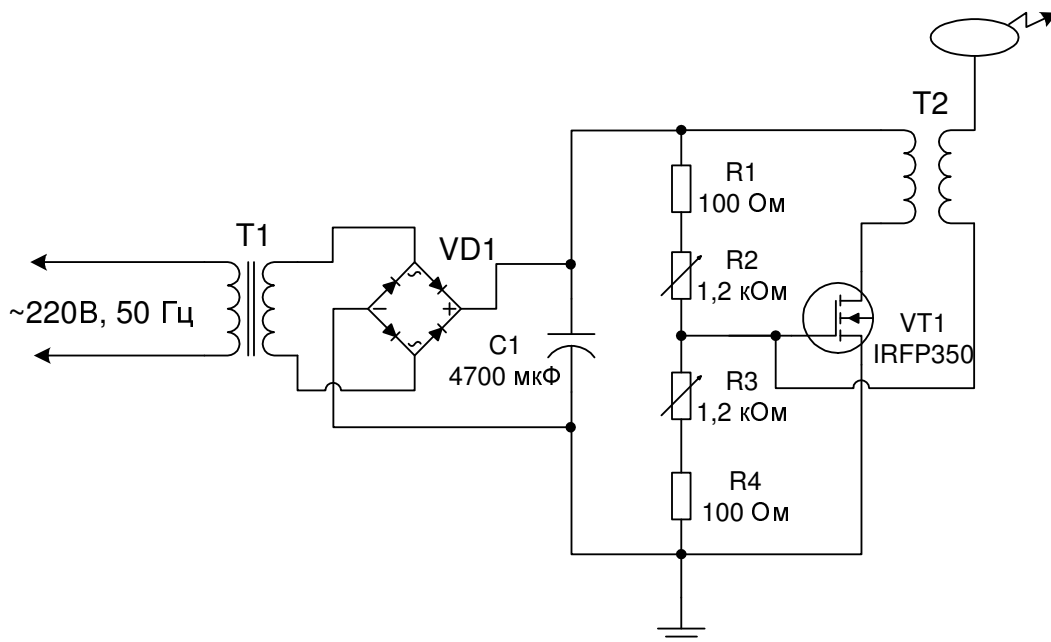 T2
R1
100 Ом
T1
VD1
R2
1,2 кОм
~220В, 50 Гц
C1
4700 мкФ
VT1
IRFP350
R3
1,2 кОм
R4
100 Ом